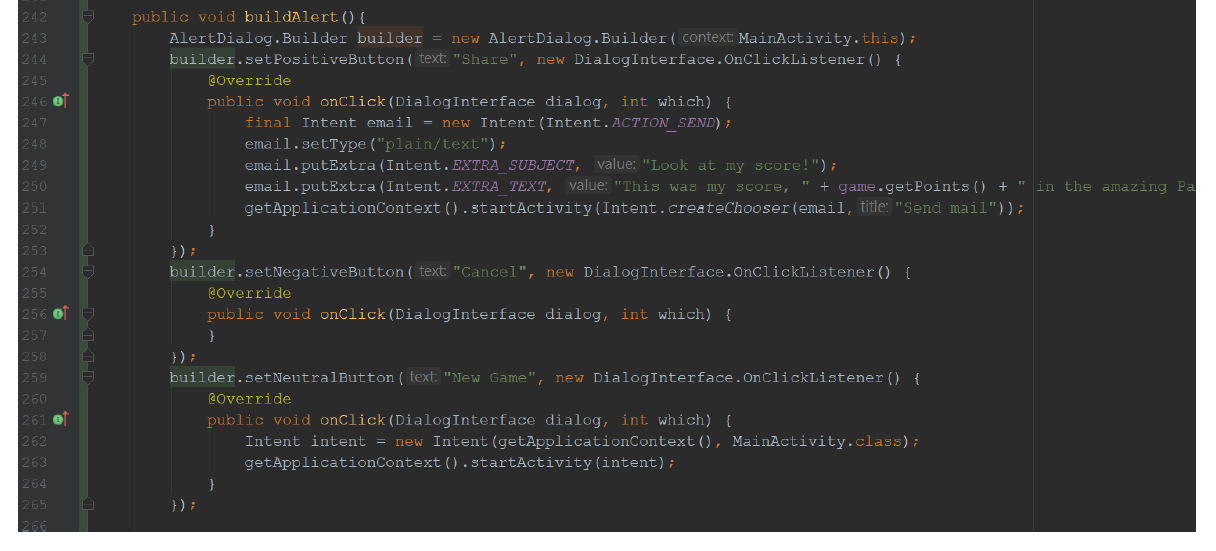 242 public void buildAlert(){
243 AlertDialog.Builder builder = new AlertDialog.Builder( context: MainActivity.this);
244 builder.setPositiveButton( text: "Share", new DialogInterface.OnClickListener() {
245 @Override
246 public void onClick(DialogInterface dialog, int which) {
247 final Intent email = new Intent(Intent.ACTION_SEND);
248 email.setType("plain/text");
249 email.putExtra(Intent.EXTRA_SUBJECT, value: "Look at my score!");
250 email.putExtra(Intent.EXTRA_TEXT, value: "This was my score, " + game.getPoints() + " in the amazing Pa
251 getApplicationContext().startActivity(Intent.createChooser(email, title: "Send mail"));
252 }
253 });
254 builder.setNegativeButton( text: "Cancel", new DialogInterface.OnClickListener() {
255 @Override
256 public void onClick(DialogInterface dialog, int which) {
257 }
258 });
259 builder.setNeutralButton( text: "New Game", new DialogInterface.OnClickListener() {
260 @Override
261 public void onClick(DialogInterface dialog, int which) {
262 Intent intent = new Intent(getApplicationContext(), MainActivity.class);
263 getApplicationContext().startActivity(intent);
264 }
265 });
266